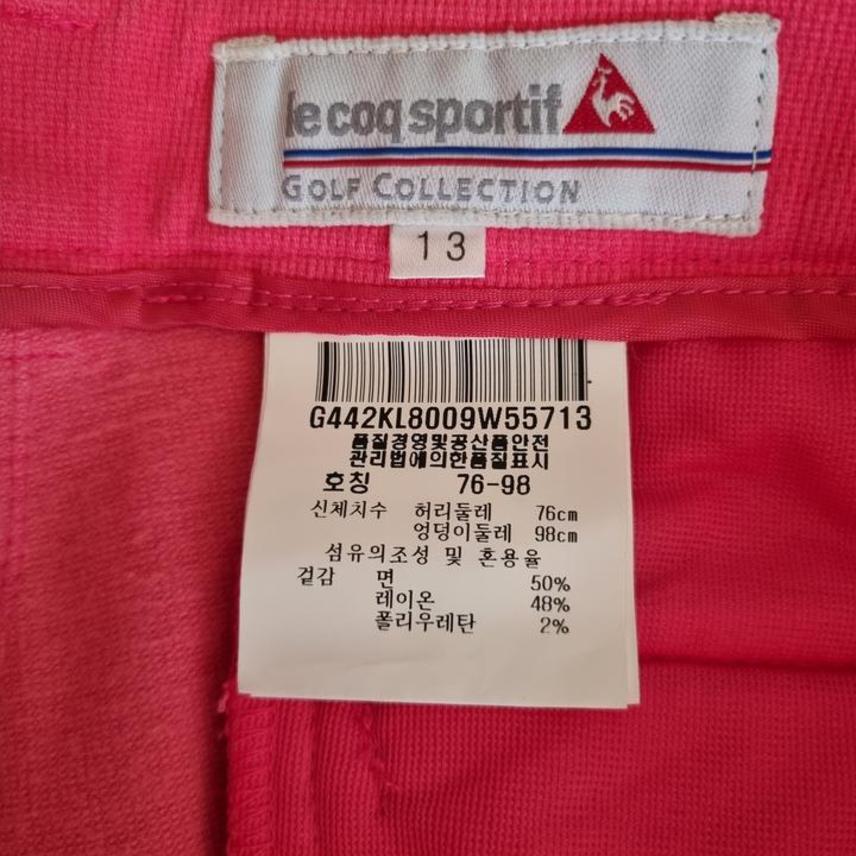 le coq sportif
GOLF COLLECTION
13
G442KL8009W55713
품질경영및공산품안전
관리법에의한품질표시
호칭 76-98
신체치수 허리둘레 76cm
엉덩이둘레 98cm
섬유의조성 및 혼용율
겉감 면 50%
레이온 48%
폴리우레탄 2%